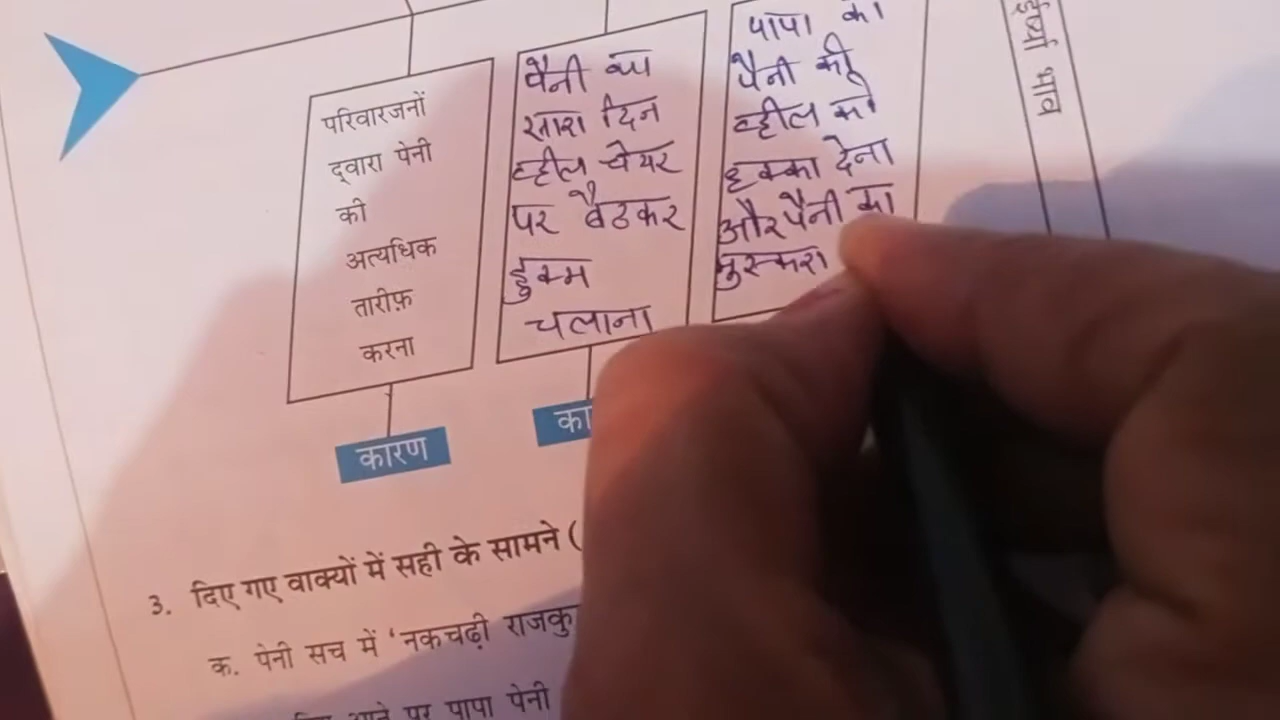 परिवारजनों
द्वारा पेनी
की
अत्यधिक
तारीफ़
करना
कारण
पैनी का
सारा दिन
व्हील चेयर
पर बैठकर
हुक्म
चलाना
का
पापा का
पैनी की
व्हील को
धक्का देना
और पैनी का
मुस्करा
ईर्ष्या भाव
3. दिए गए वाक्यों में सही के सामने (
क. पेनी सच में 'नकचढ़ी राजकु
आने पर पापा पेनी